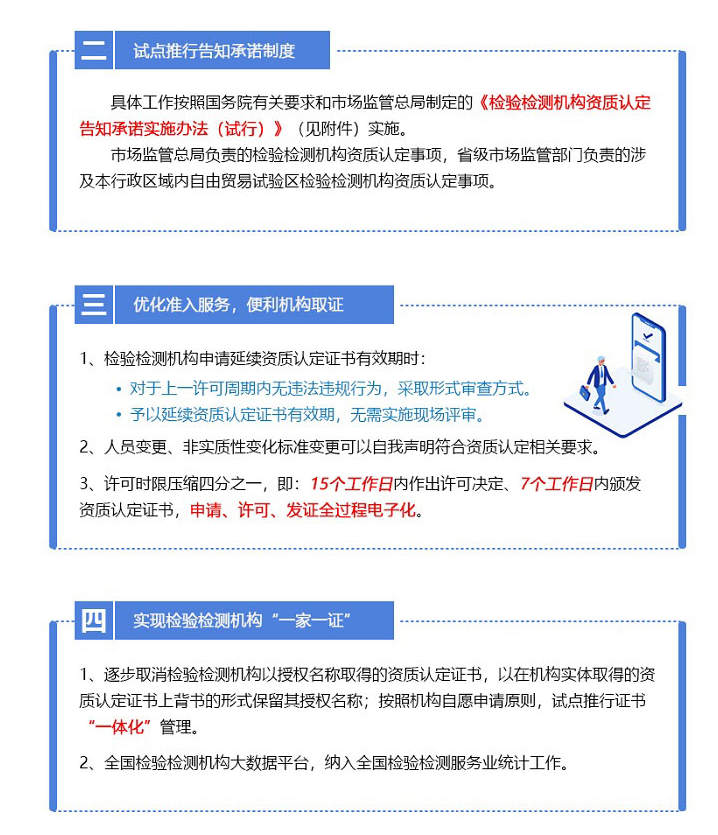 二 试点推行告知承诺制度
具体工作按照国务院有关要求和市场监管总局制定的《检验检测机构资质认定
告知承诺实施办法（试行）》（见附件）实施。
市场监管总局负责的检验检测机构资质认定事项，省级市场监管部门负责的涉
及本行政区域内自由贸易试验区检验检测机构资质认定事项。
三 优化准入服务，便利机构取证
1、检验检测机构申请延续资质认定证书有效期时：
• 对于上一许可周期内无违法违规行为，采取形式审查方式。
• 予以延续资质认定证书有效期，无需实施现场评审。
2、人员变更、非实质性变化标准变更可以自我声明符合资质认定相关要求。
3、许可时限压缩四分之一，即：15个工作日内作出许可决定、7个工作日内颁发
资质认定证书，申请、许可、发证全过程电子化。
四 实现检验检测机构“一家一证”
1、逐步取消检验检测机构以授权名称取得的资质认定证书，以在机构实体取得的资
质认定证书上背书的形式保留其授权名称；按照机构自愿申请原则，试点推行证书
“一体化”管理。
2、全国检验检测机构大数据平台，纳入全国检验检测服务业统计工作。